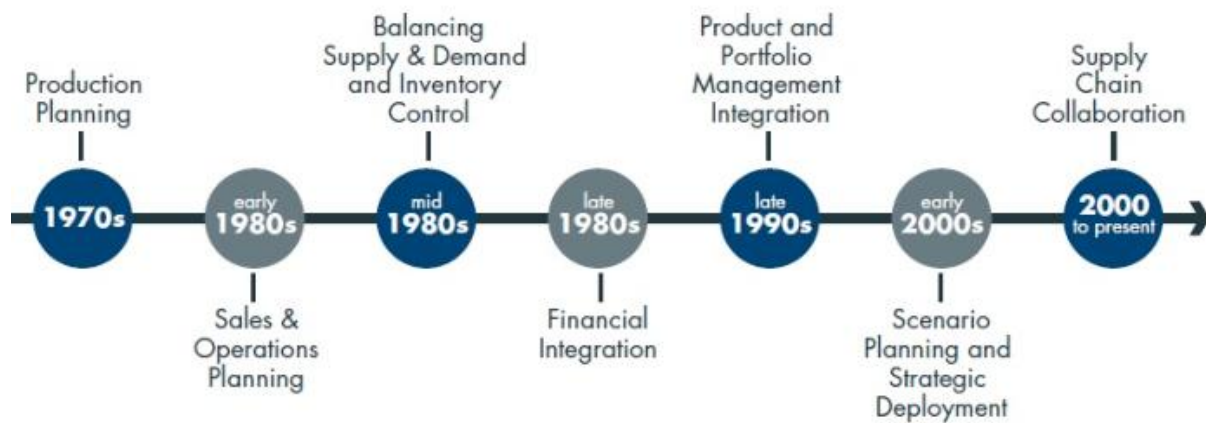 Production
Planning
1970s
early
1980s
Sales &
Operations
Planning
Balancing
Supply & Demand
and Inventory
Control
mid
1980s
late
1980s
Financial
Integration
Product and
Portfolio
Management
Integration
late
1990s
early
2000s
Scenario
Planning and
Strategic
Deployment
Supply
Chain
Collaboration
2000
to present